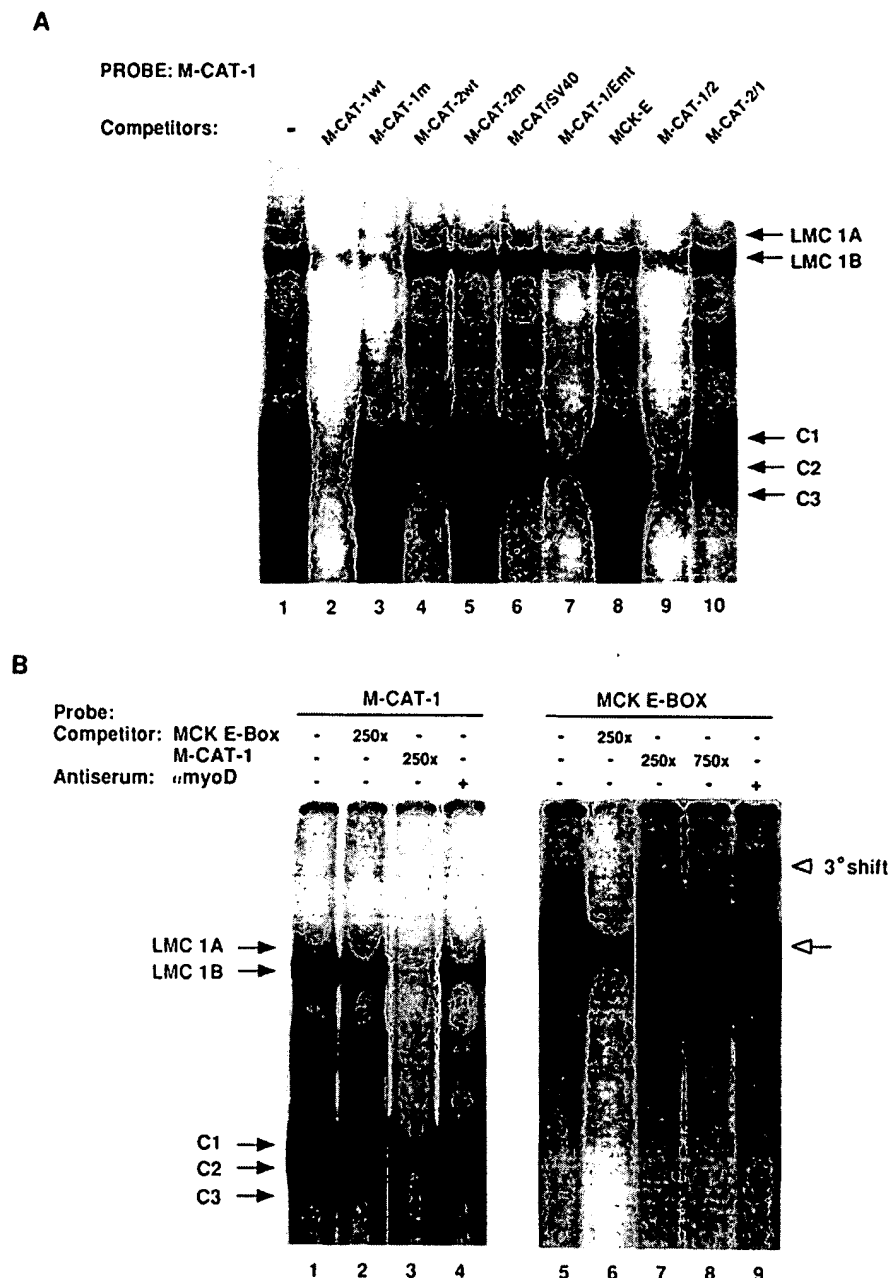 A
PROBE: M-CAT-1
Competitors: - M-CAT-1wt M-CAT-1m M-CAT-2wt M-CAT-2m M-CAT/SV40 M-CAT-1/Emt MCK-E M-CAT-1/2 M-CAT-2/1
LMC 1A
LMC 1B
C1
C2
C3
1 2 3 4 5 6 7 8 9 10
B
M-CAT-1 MCK E-BOX
Probe:
Competitor: MCK E-Box - 250x - - - 250x - - -
M-CAT-1 - - 250x - - - 250x 750x -
Antiserum: αmyoD - - - + - - - - +
3° shift
LMC 1A
LMC 1B
C1
C2
C3
1 2 3 4 5 6 7 8 9